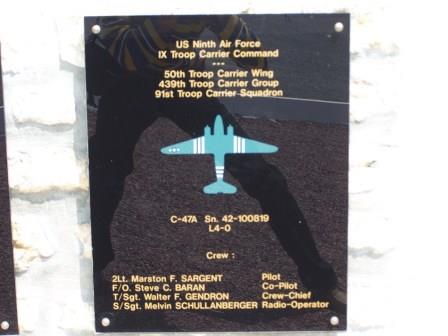 US Ninth Air Force
IX Troop Carrier Command
---
50th Troop Carrier Wing
439th Troop Carrier Group
91st Troop Carrier Squadron
C-47A Sn. 42-100819
L4-O
Crew :
2Lt. Marston F. SARGENT Pilot
F/O. Steve C. BARAN Co-Pilot
T/Sgt. Walter F. GENDRON Crew-Chief
S/Sgt. Melvin SCHULLANBERGER Radio-Operator